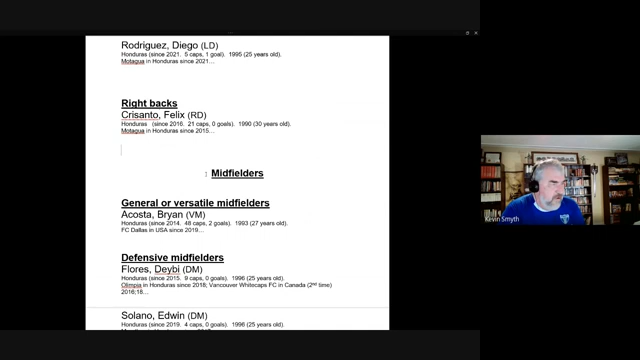 Rodriguez, Diego (LD)
Honduras (since 2021. 5 caps, 1 goal). 1995 (25 years old).
Motagua in Honduras since 2021…
Right backs
Crisanto, Felix (RD)
Honduras (since 2016. 21 caps, 0 goals). 1990 (30 years old).
Motagua in Honduras since 2015…
Midfielders
General or versatile midfielders
Acosta, Bryan (VM)
Honduras (since 2014. 48 caps, 2 goals). 1993 (27 years old).
FC Dallas in USA since 2019…
Defensive midfielders
Flores, Deybi (DM)
Honduras (since 2015. 9 caps, 0 goals). 1996 (25 years old).
Olimpia in Honduras since 2018; Vancouver Whitecaps FC in Canada (2nd time)
2016;18…
Solano, Edwin (DM)
Honduras (since 2019. 4 caps, 0 goals). 1996 (25 years old)
Kevin Smyth